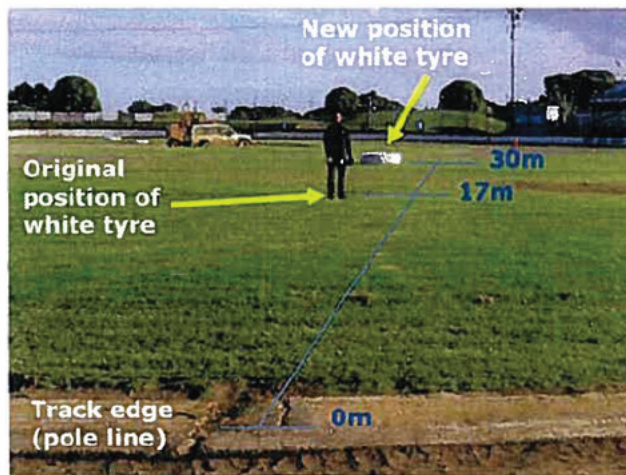 New position
of white tyre
30m
Original
position of
white tyre
17m
Track edge
(pole line)
0m